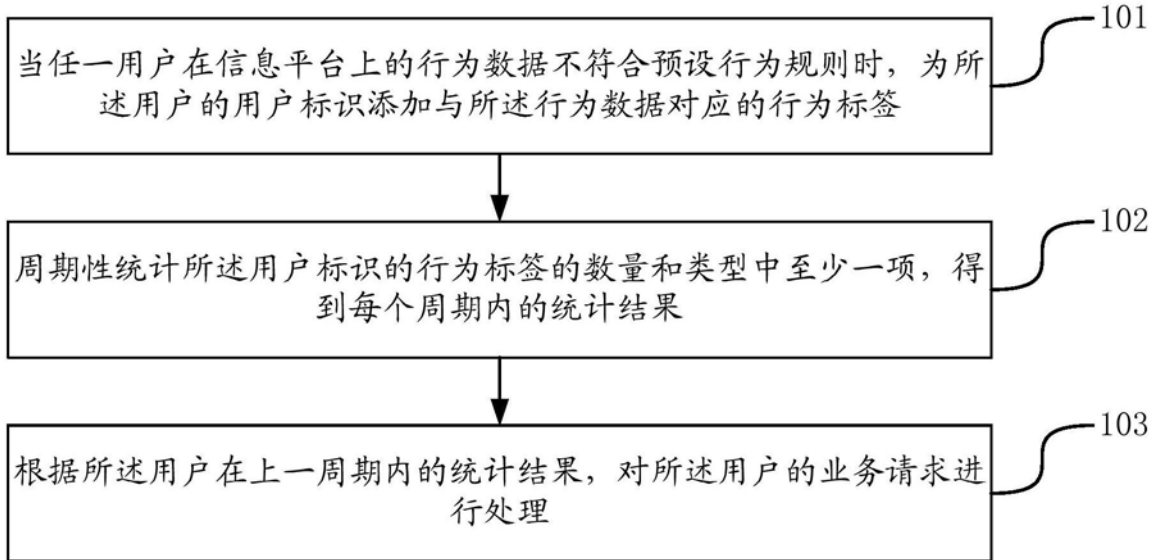 101
当任一用户在信息平台上的行为数据不符合预设行为规则时，为所
述用户的用户标识添加与所述行为数据对应的行为标签
102
周期性统计所述用户标识的行为标签的数量和类型中至少一项，得
到每个周期内的统计结果
103
根据所述用户在上一周期内的统计结果，对所述用户的业务请求进
行处理